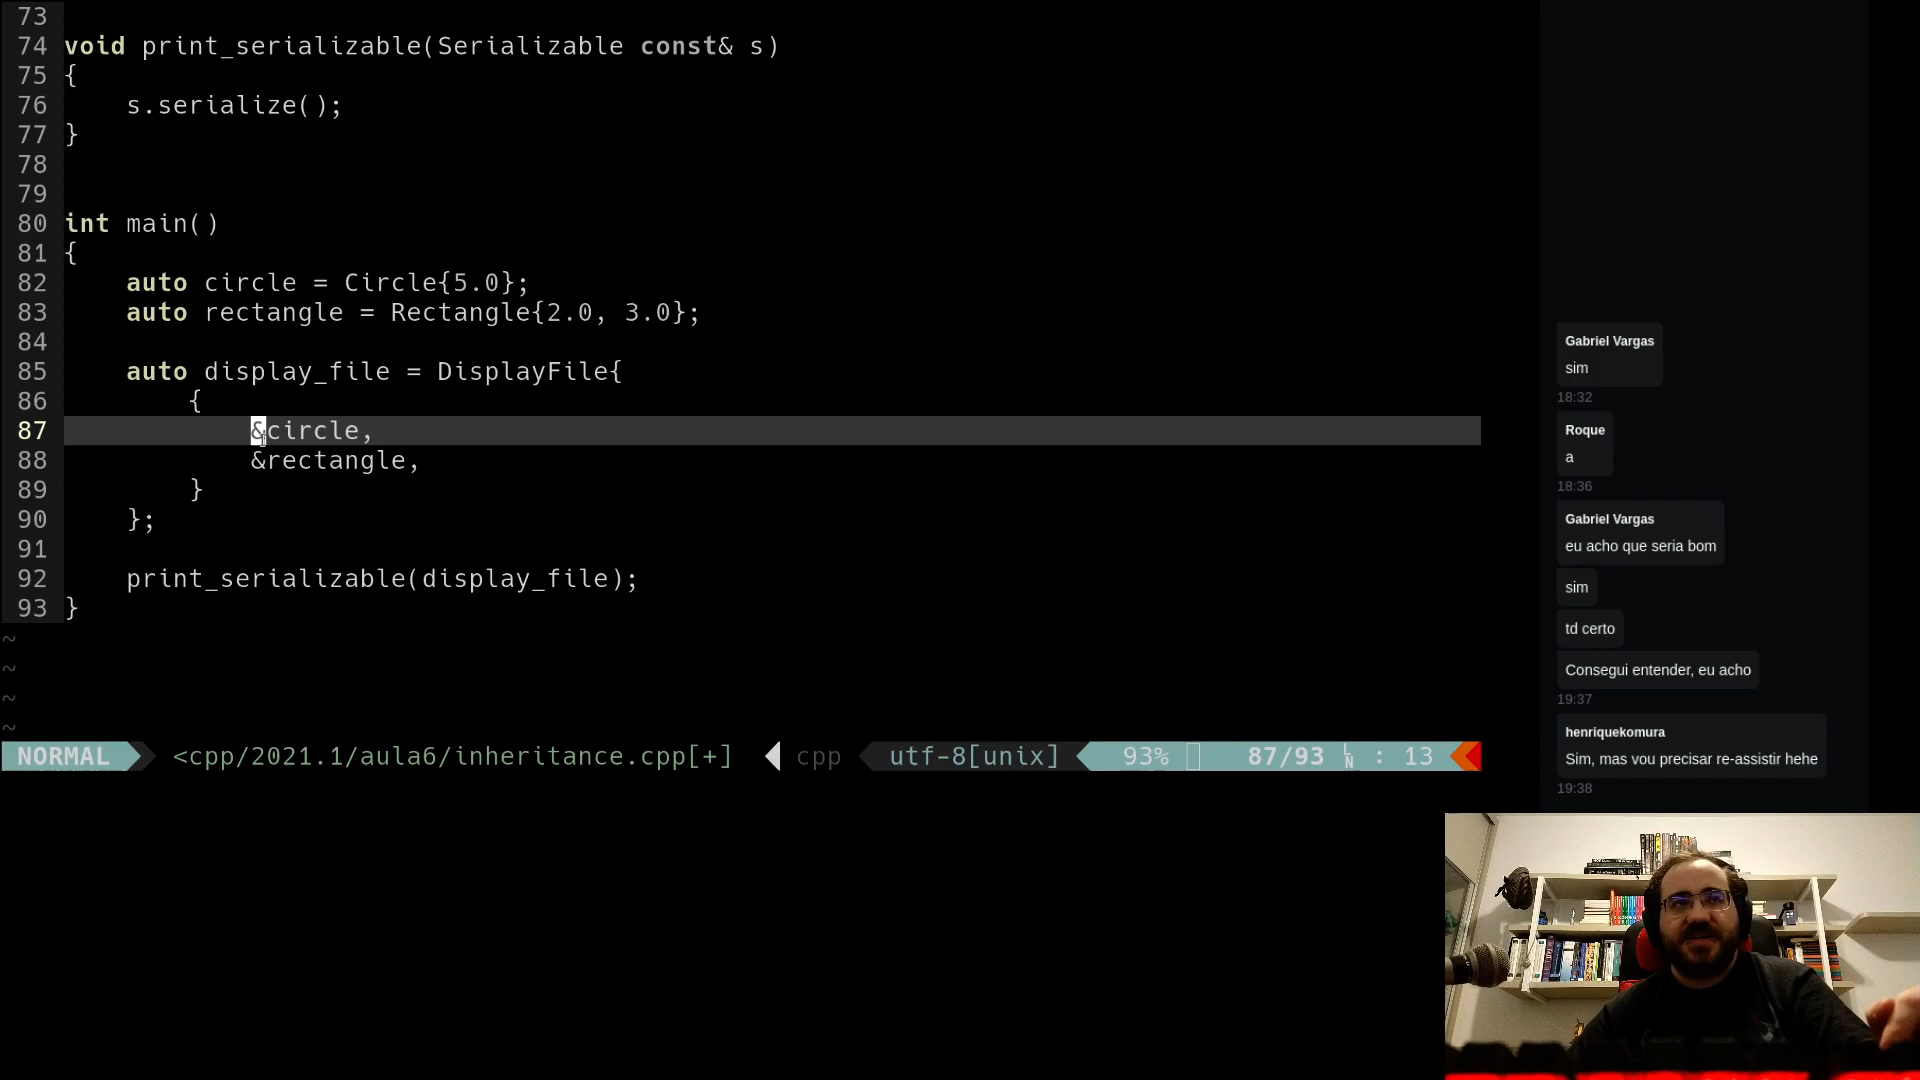 73
74 void print_serializable(Serializable const& s)
75 {
76     s.serialize();
77 }
78
79
80 int main()
81 {
82     auto circle = Circle{5.0};
83     auto rectangle = Rectangle{2.0, 3.0};
84
85     auto display_file = DisplayFile{
86         {
87             &circle,
88             &rectangle,
89         }
90     };
91
92     print_serializable(display_file);
93 }
~
~
~
~
NORMAL <cpp/2021.1/aula6/inheritance.cpp[+] cpp utf-8[unix] 93% 87/93 LN : 13
Gabriel Vargas
sim
18:32
Roque
a
18:36
Gabriel Vargas
eu acho que seria bom
sim
td certo
Consegui entender, eu acho
19:37
henriquekomura
Sim, mas vou precisar re-assistir hehe
19:38